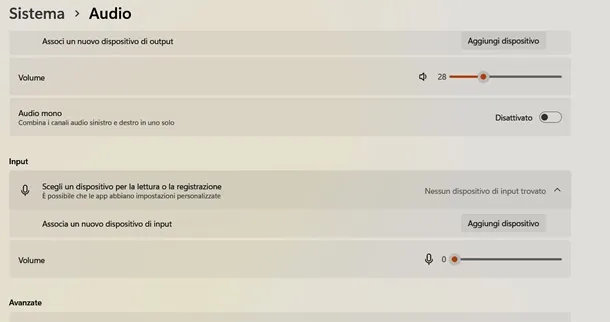 Sistema > Audio
Associ un nuovo dispositivo di output
Aggiungi dispositivo
Volume
28
Audio mono
Combina i canali audio sinistro e destro in uno solo
Disattivato
Input
Scegli un dispositivo per la lettura o la registrazione
È possibile che le app abbiano impostazioni personalizzate
Nessun dispositivo di input trovato
Associa un nuovo dispositivo di input
Aggiungi dispositivo
Volume
0
Avanzate